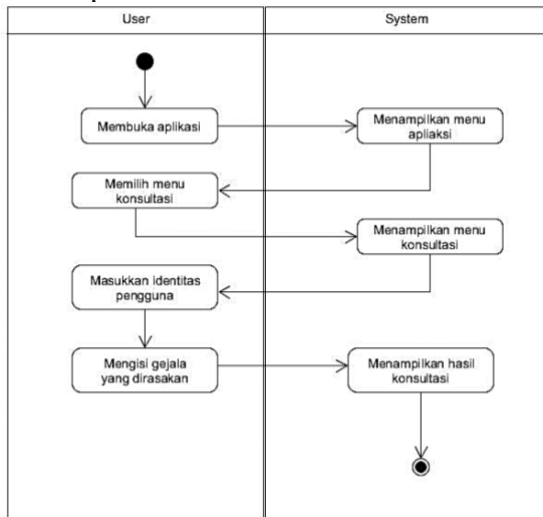 User
System
Membuka aplikasi
Menampilkan menu
apliaksi
Memilih menu
konsultasi
Menampilkan menu
konsultasi
Masukkan identitas
pengguna
Mengisi gejala
yang dirasakan
Menampilkan hasil
konsultasi